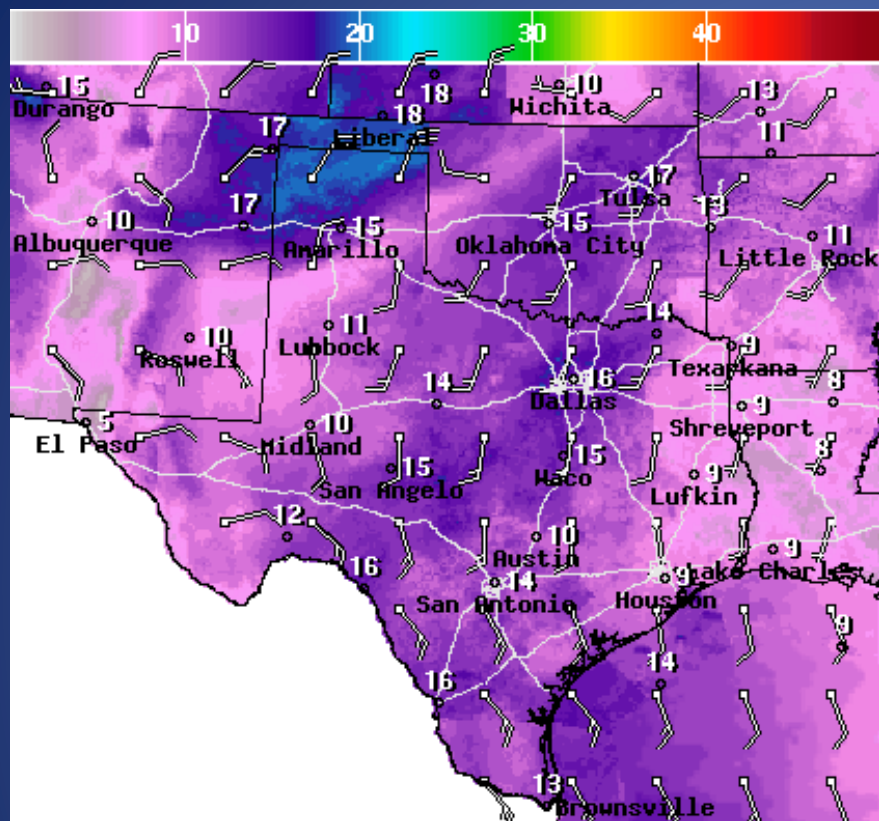 10 20 30 40
15 18 10 13
Durango Wichita
18
Liberal
17 11
17
Tulsa
10 17 15 15 13 11
Albuquerque Amarillo Oklahoma City Little Rock
10 11 14
Roswell Lubbock 9
Texarkana
14 16 8
Dallas
5 10 9
El Paso Midland Shreveport
15 15 9 8
San Angelo Waco Lufkin
12 10 9
Austin
16 14 9 Lake Charles
San Antonio Houston
9
14
16
13
Brownsville